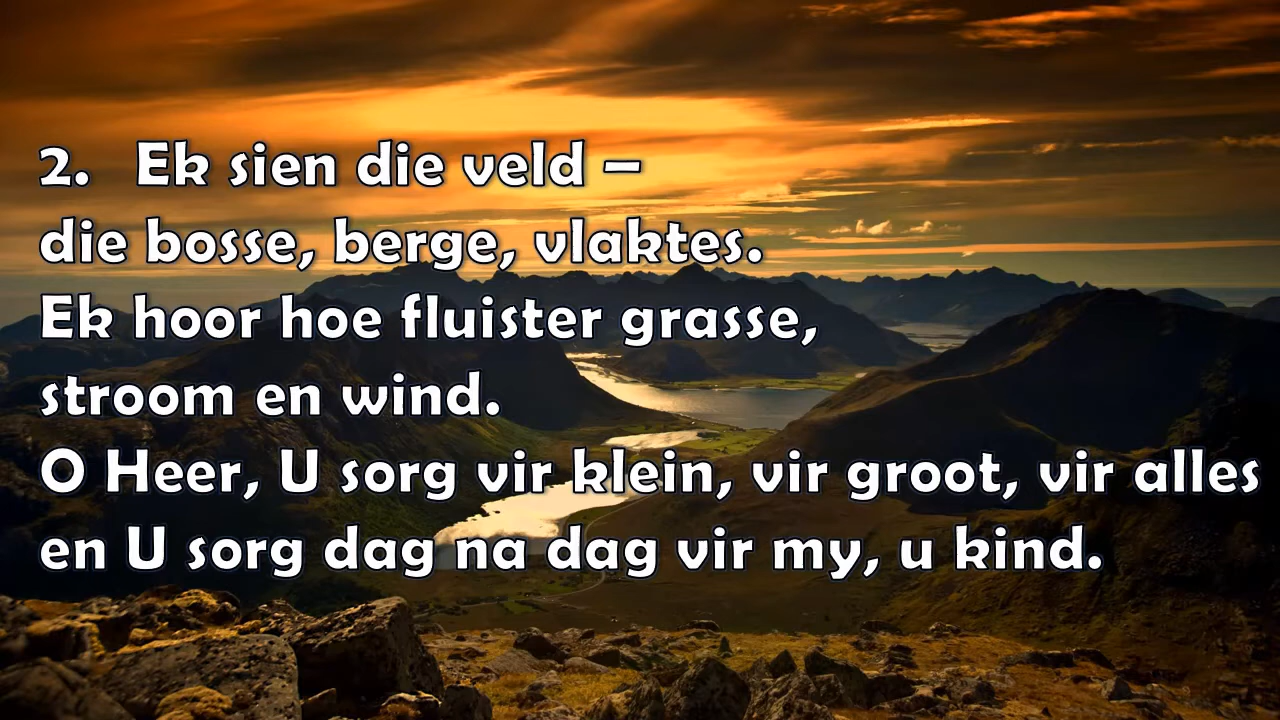 2. Ek sien die veld –
die bosse, berge, vlaktes.
Ek hoor hoe fluister grasse,
stroom en wind.
O Heer, U sorg vir klein, vir groot, vir alles
en U sorg dag na dag vir my, u kind.